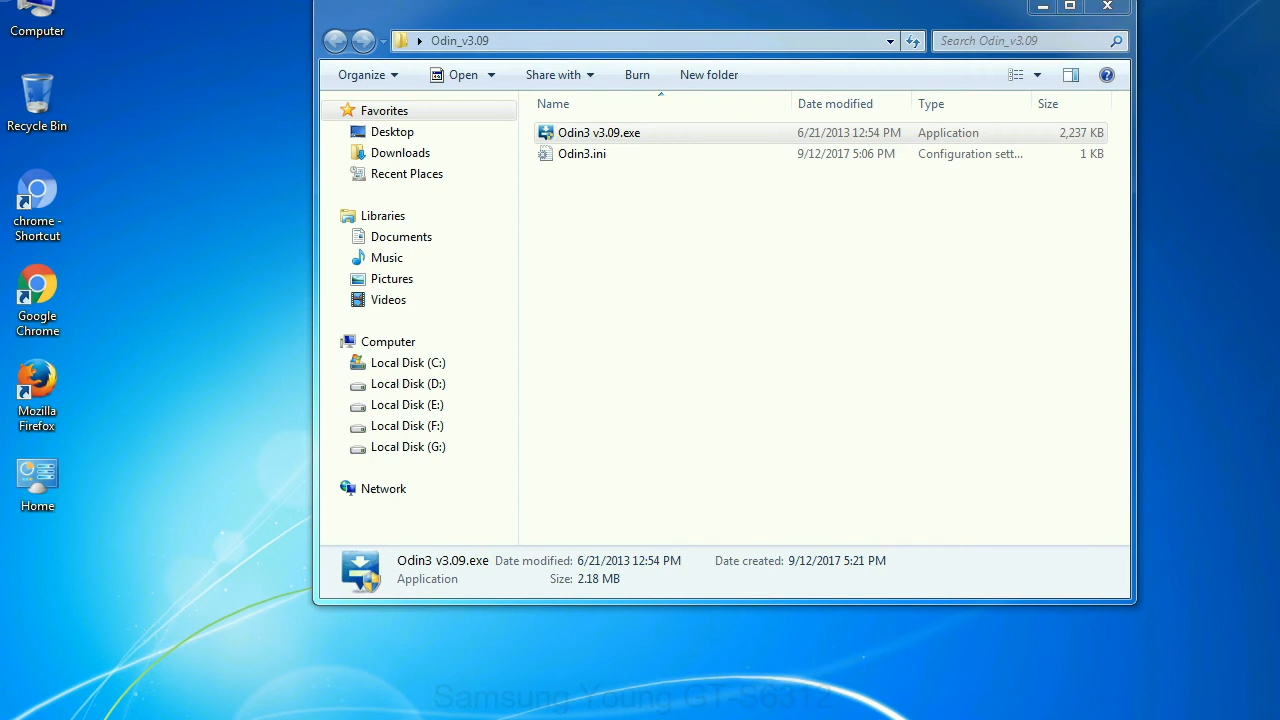 Computer
Recycle Bin
chrome -
Shortcut
Google
Chrome
Mozilla
Firefox
Home
Odin_v3.09
Search Odin_v3.09
Organize
Open
Share with
Burn
New folder
Name
Date modified
Type
Size
Odin3 v3.09.exe 6/21/2013 12:54 PM Application 2,237 KB
Odin3.ini 9/12/2017 5:06 PM Configuration sett... 1 KB
Favorites
Desktop
Downloads
Recent Places
Libraries
Documents
Music
Pictures
Videos
Computer
Local Disk (C:)
Local Disk (D:)
Local Disk (E:)
Local Disk (F:)
Local Disk (G:)
Network
Odin3 v3.09.exe Date modified: 6/21/2013 12:54 PM Date created: 9/12/2017 5:21 PM
Application Size: 2.18 MB
Samsung Young GT-S6312